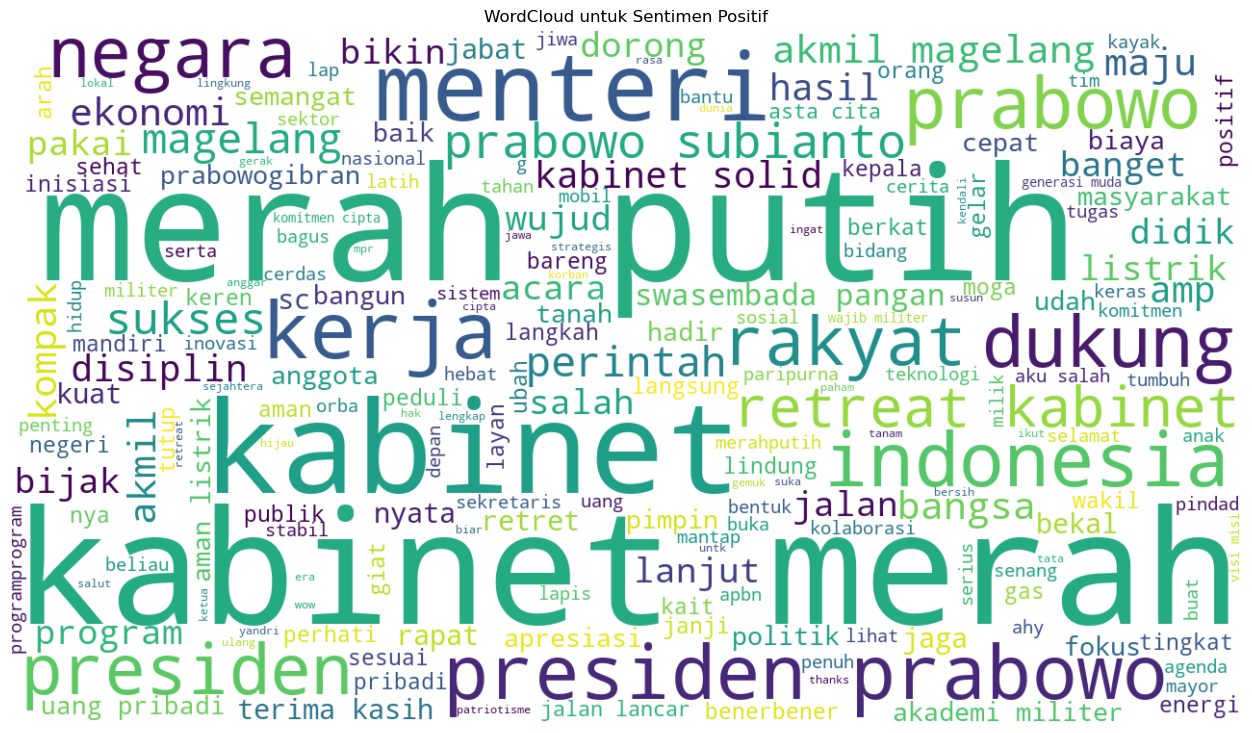 WordCloud untuk Sentimen Positif
negara
bikin
jabat
jiwa
dorong
rasa
akmil magelang
kayak
maju
arah
lokal
lingkung
lap
menteri
bantu
dunia
hasil
orang
tim
prabowo
positif
ekonomi
semangat
sektor
asta cita
pakai
magelang
baik
prabowo subianto
cepat
biaya
sehat
gerak
nasional
g
kabinet solid
kepala
banget
inisiasi
prabowogibran
latih
tahan
mobil
cerita
kendali
gelar
generasi muda
masyarakat
merah putih
komitmen cipta
bagus
mpr
serta
jawa
wujud
strategis
ingat
berkat
bidang
tugas
didik
cerdas
anggar
bareng
korban
listrik
kompak
hidup
militer
keren
sc
bangun
sistem
cipta
acara
tanah
swasembada pangan
susun
moga
udah
keras
amp
komitmen
sukses
mandiri
inovasi
kerja
langkah
hadir
sosial
wajib militer
rakyat
dukung
disiplin
sejahtera
anggota
hebat
ubah
perintah
langsung
paripurna
paham
teknologi
milik
aku salah
tumbuh
kuat
penting
negeri
akmil
tutup
retreat
aman listrik
aman
orba
peduli
hak
lengkap
salah
retreat
kabinet
ikut
selamat
anak
hijau
kabinet
depan
layan
merahputih
lindung
gemuk
suka
tanam
indonesia
bijak
bersih
sekretaris
uang
bentuk
jalan
bangsa
wakil
pindad
programprogram
nya
publik
stabil
nyata
retret
pimpin
mantap
buka
kolaborasi
bekal
visi misi
beliau
salut
ketua
era
wow
giat
biar
untk
kabinet merah
lanjut
lapis
kait
apbn
serius
tata
senang
gas
buat
program
yandri
ulang
perhati
rapat
apresiasi
janji
politik
lihat
jaga
ahy
fokus
tingkat
presiden
sesuai
pribadi
presiden
penuh
thanks
prabowo
agenda
mayor
energi
uang pribadi
terima kasih
patriotisme
jalan lancar
benerbener
akademi militer